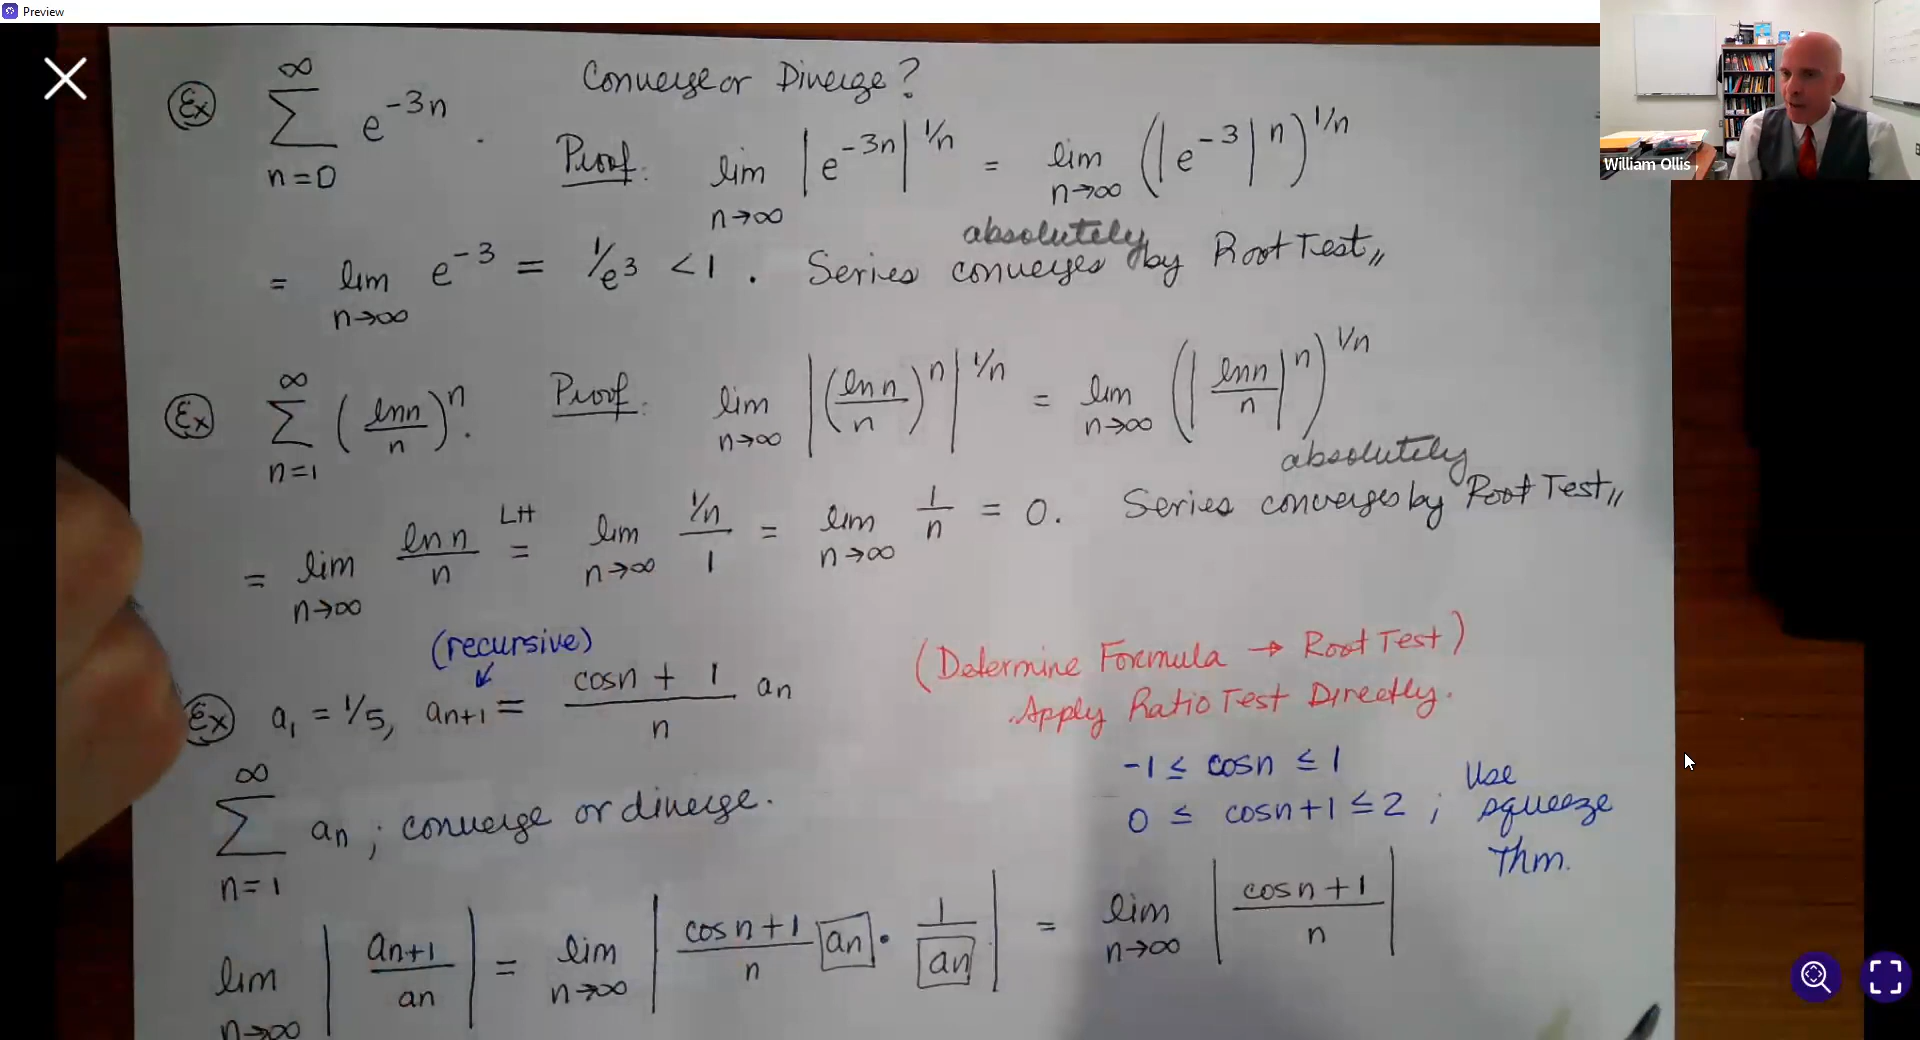 Preview
William Ollis
Ex ∑_{n=0}^{∞} e^{-3n} . Converge or Diverge?
Proof: lim_{n→∞} |e^{-3n}|^{1/n} = lim_{n→∞} (|e^{-3}|^n)^{1/n}
= lim_{n→∞} e^{-3} = 1/e^3 < 1 . Series converges absolutely by Root Test //
Ex ∑_{n=1}^{∞} (ln n / n)^n . Proof: lim_{n→∞} |(ln n / n)^n|^{1/n} = lim_{n→∞} (|ln n / n|^n)^{1/n}
= lim_{n→∞} ln n / n LH= lim_{n→∞} (1/n) / 1 = lim_{n→∞} 1/n = 0. Series converges absolutely by Root Test //
(recursive)
Ex a_1 = 1/5, a_{n+1} = (cos n + 1)/n a_n
(Determine Formula → Root Test)
Apply Ratio Test Directly.
∑_{n=1}^{∞} a_n ; converge or diverge.
-1 ≤ cos n ≤ 1
0 ≤ cos n + 1 ≤ 2 ; Use squeeze Thm.
lim_{n→∞} |a_{n+1}/a_n| = lim_{n→∞} |(cos n + 1)/n a_n · 1/a_n| = lim_{n→∞} |(cos n + 1)/n|